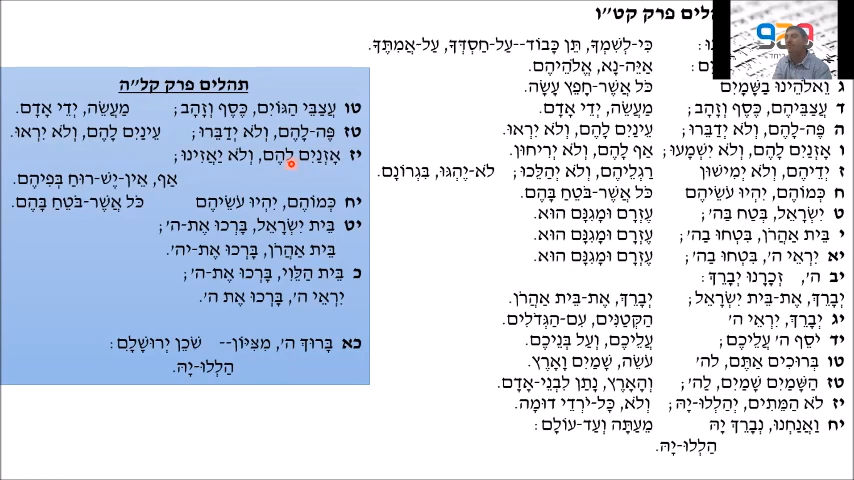 תהלים פרק קט״ו
כִּי-לְשִׁמְךָ, תֵּן כָּבוֹד--עַל-חַסְדְּךָ, עַל-אֲמִתֶּךָ.
אַיֵּה-נָא, אֱלֹהֵיהֶם.
ג וֵאלֹהֵינוּ בַשָּׁמָיִם כֹּל אֲשֶׁר-חָפֵץ עָשָׂה.
ד עֲצַבֵּיהֶם, כֶּסֶף וְזָהָב; מַעֲשֵׂה, יְדֵי אָדָם.
ה פֶּה-לָהֶם, וְלֹא יְדַבֵּרוּ; עֵינַיִם לָהֶם, וְלֹא יִרְאוּ.
ו אָזְנַיִם לָהֶם, וְלֹא יִשְׁמָעוּ; אַף לָהֶם, וְלֹא יְרִיחוּן.
ז יְדֵיהֶם, וְלֹא יְמִישׁוּן רַגְלֵיהֶם, וְלֹא יְהַלֵּכוּ; לֹא-יֶהְגּוּ, בִּגְרוֹנָם.
ח כְּמוֹהֶם, יִהְיוּ עֹשֵׂיהֶם כֹּל אֲשֶׁר-בֹּטֵחַ בָּהֶם.
ט יִשְׂרָאֵל, בְּטַח בַּה׳; עֶזְרָם וּמָגִנָּם הוּא.
י בֵּית אַהֲרֹן, בִּטְחוּ בַה׳; עֶזְרָם וּמָגִנָּם הוּא.
יא יִרְאֵי ה׳, בִּטְחוּ בַה׳; עֶזְרָם וּמָגִנָּם הוּא.
יב ה׳, זְכָרָנוּ יְבָרֵךְ:
יְבָרֵךְ, אֶת-בֵּית יִשְׂרָאֵל; יְבָרֵךְ, אֶת-בֵּית אַהֲרֹן.
יג יְבָרֵךְ, יִרְאֵי ה׳ הַקְּטַנִּים, עִם-הַגְּדֹלִים.
יד יֹסֵף ה׳ עֲלֵיכֶם; עֲלֵיכֶם, וְעַל בְּנֵיכֶם.
טו בְּרוּכִים אַתֶּם, לַה׳ עֹשֵׂה, שָׁמַיִם וָאָרֶץ.
טז הַשָּׁמַיִם שָׁמַיִם, לַה׳; וְהָאָרֶץ, נָתַן לִבְנֵי-אָדָם.
יז לֹא הַמֵּתִים, יְהַלְלוּ-יָהּ; וְלֹא, כָּל-יֹרְדֵי דוּמָה.
יח וַאֲנַחְנוּ, נְבָרֵךְ יָהּ מֵעַתָּה וְעַד-עוֹלָם:
הַלְלוּ-יָהּ.
תהלים פרק קל״ה
טו עֲצַבֵּי הַגּוֹיִם, כֶּסֶף וְזָהָב; מַעֲשֵׂה, יְדֵי אָדָם.
טז פֶּה-לָהֶם, וְלֹא יְדַבֵּרוּ; עֵינַיִם לָהֶם, וְלֹא יִרְאוּ.
יז אָזְנַיִם לָהֶם, וְלֹא יַאֲזִינוּ;
אַף, אֵין-יֶשׁ-רוּחַ בְּפִיהֶם.
יח כְּמוֹהֶם, יִהְיוּ עֹשֵׂיהֶם כֹּל אֲשֶׁר-בֹּטֵחַ בָּהֶם.
יט בֵּית יִשְׂרָאֵל, בָּרְכוּ אֶת-ה׳;
בֵּית אַהֲרֹן, בָּרְכוּ אֶת-יה׳.
כ בֵּית הַלֵּוִי, בָּרְכוּ אֶת-ה׳;
יִרְאֵי ה׳, בָּרְכוּ אֶת ה׳.
כא בָּרוּךְ ה׳, מִצִּיּוֹן-- שֹׁכֵן יְרוּשָׁלִָם:
הַלְלוּ-יָהּ.